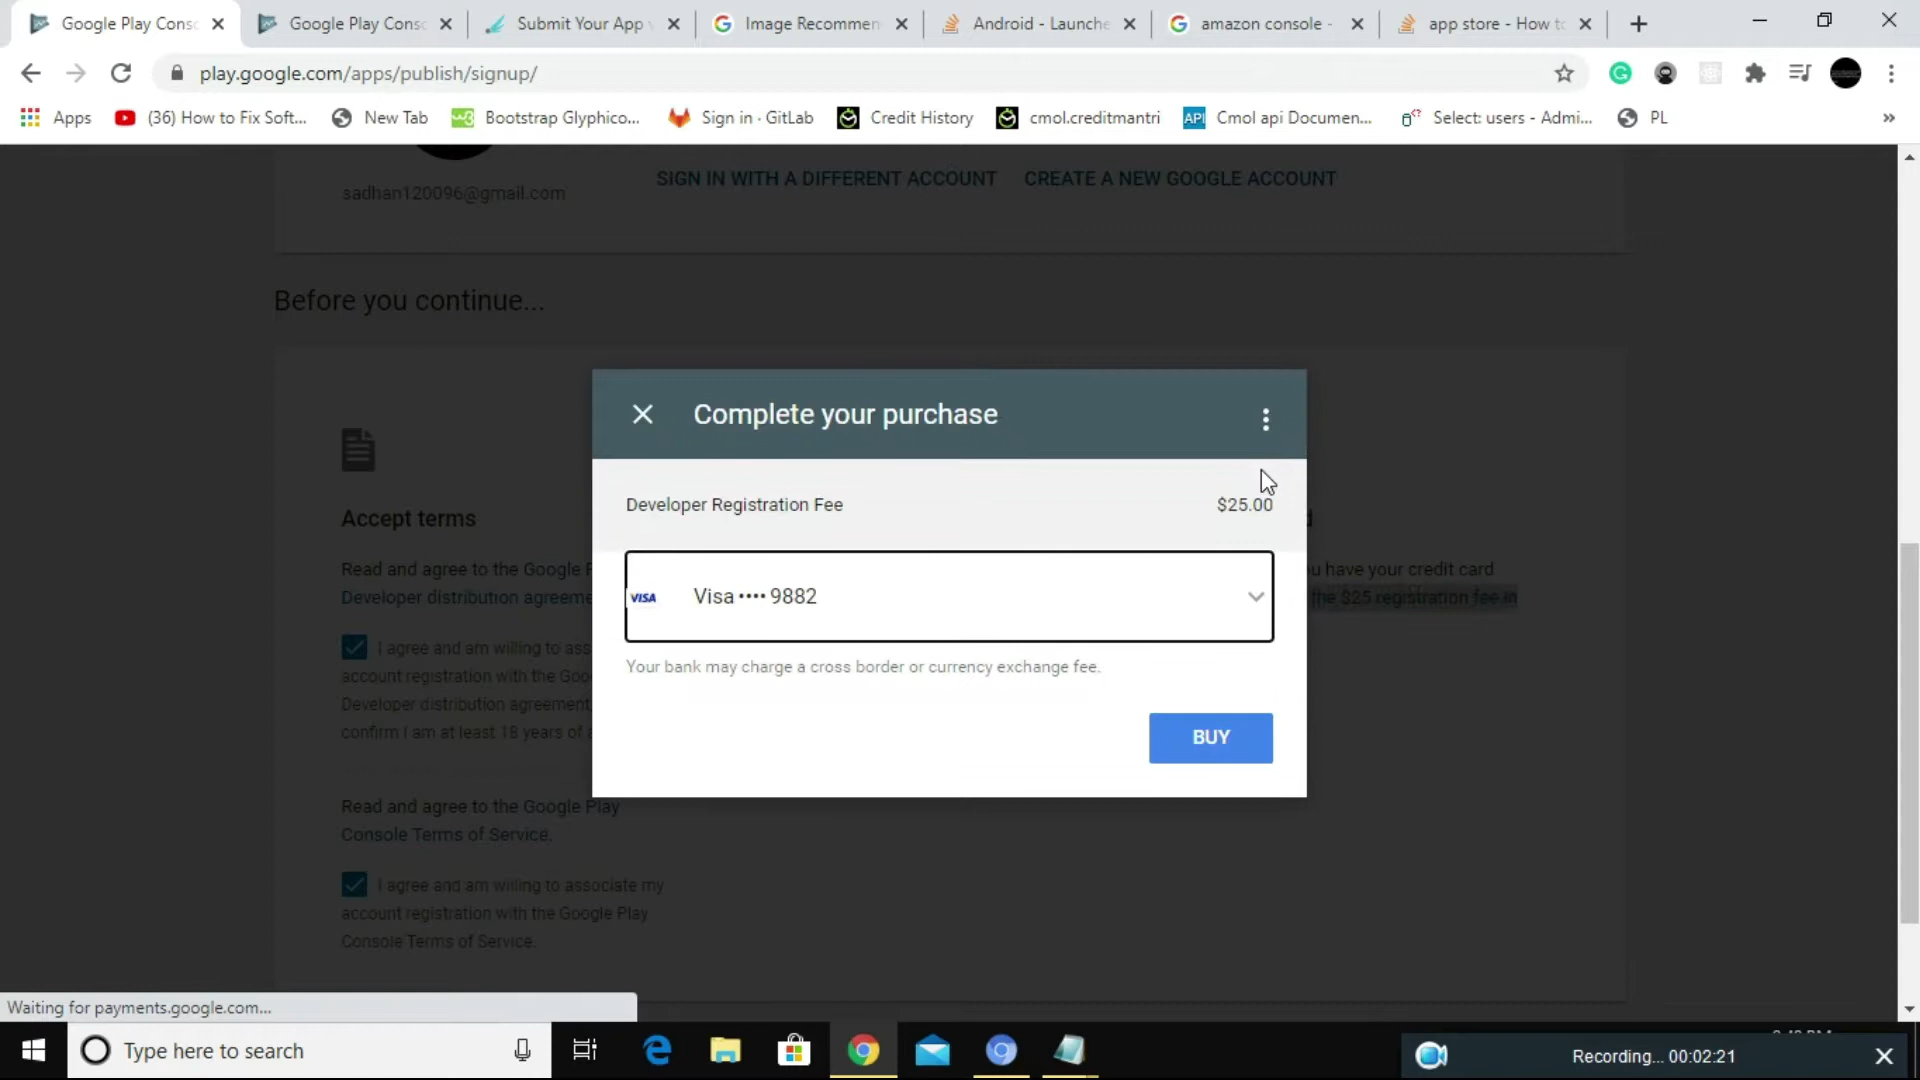 Google Play Consc
Google Play Consc
Submit Your App
Image Recommen
Android - Launche
amazon console -
app store - How to
play.google.com/apps/publish/signup/
Apps
(36) How to Fix Soft...
New Tab
Bootstrap Glyphico...
Sign in · GitLab
Credit History
cmol.creditmantri
API
Cmol api Documen...
Select: users - Admi...
PL
»
sadhan120096@gmail.com
SIGN IN WITH A DIFFERENT ACCOUNT
CREATE A NEW GOOGLE ACCOUNT
Before you continue...
Complete your purchase
Developer Registration Fee
$25.00
VISA
Visa •••• 9882
Your bank may charge a cross border or currency exchange fee.
BUY
Accept terms
Read and agree to the Google
Developer distribution agreeme
I agree and am willing to ass
account registration with the Goo
Developer distribution agreement
confirm I am at least 18 years of
Read and agree to the Google Play
Console Terms of Service.
I agree and am willing to associate my
account registration with the Google Play
Console Terms of Service.
u have your credit card
the $25 registration fee in
Waiting for payments.google.com...
Type here to search
Recording... 00:02:21